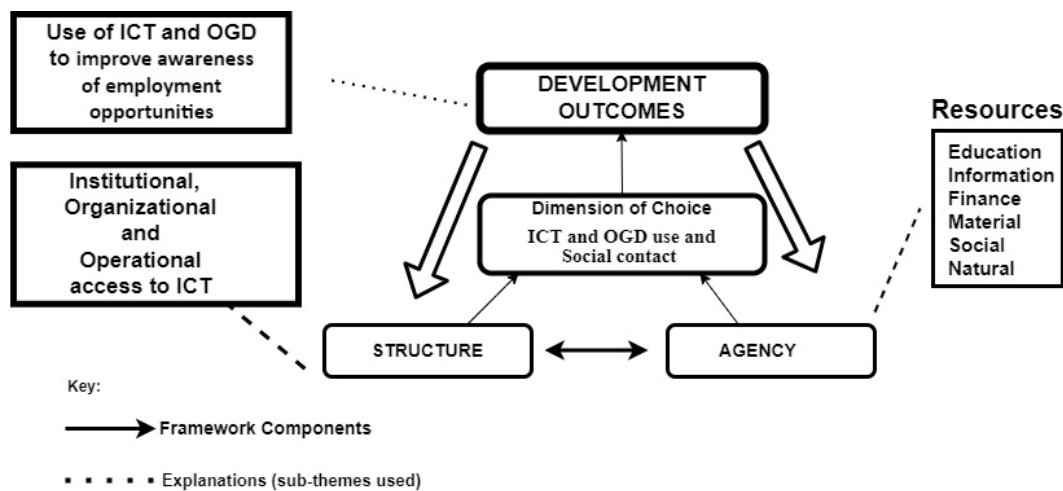 Use of ICT and OGD
to improve awareness
of employment
opportunities
Institutional,
Organizational
and
Operational
access to ICT
DEVELOPMENT
OUTCOMES
Dimension of Choice
ICT and OGD use and
Social contact
STRUCTURE
AGENCY
Resources
Education
Information
Finance
Material
Social
Natural
Key:
Framework Components
Explanations (sub-themes used)